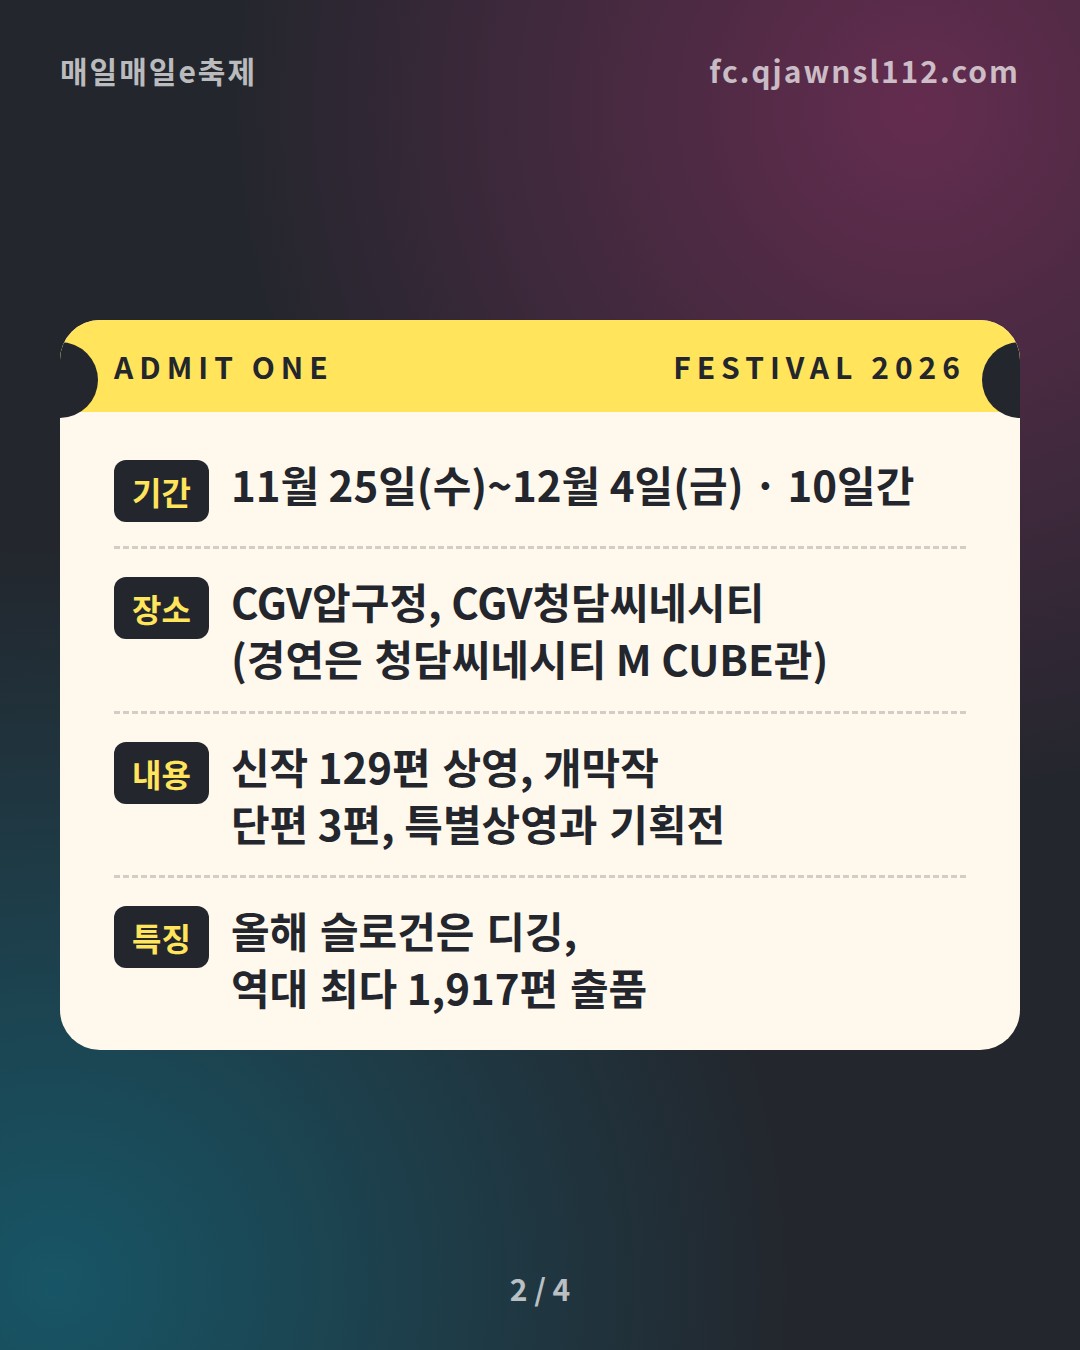 매일매일e축제
fc.qjawnsl112.com
ADMIT ONE
FESTIVAL 2026
기간
11월 25일(수)~12월 4일(금) · 10일간
장소
CGV압구정, CGV청담씨네시티
(경연은 청담씨네시티 M CUBE관)
내용
신작 129편 상영, 개막작
단편 3편, 특별상영과 기획전
특징
올해 슬로건은 디깅,
역대 최다 1,917편 출품
2 / 4